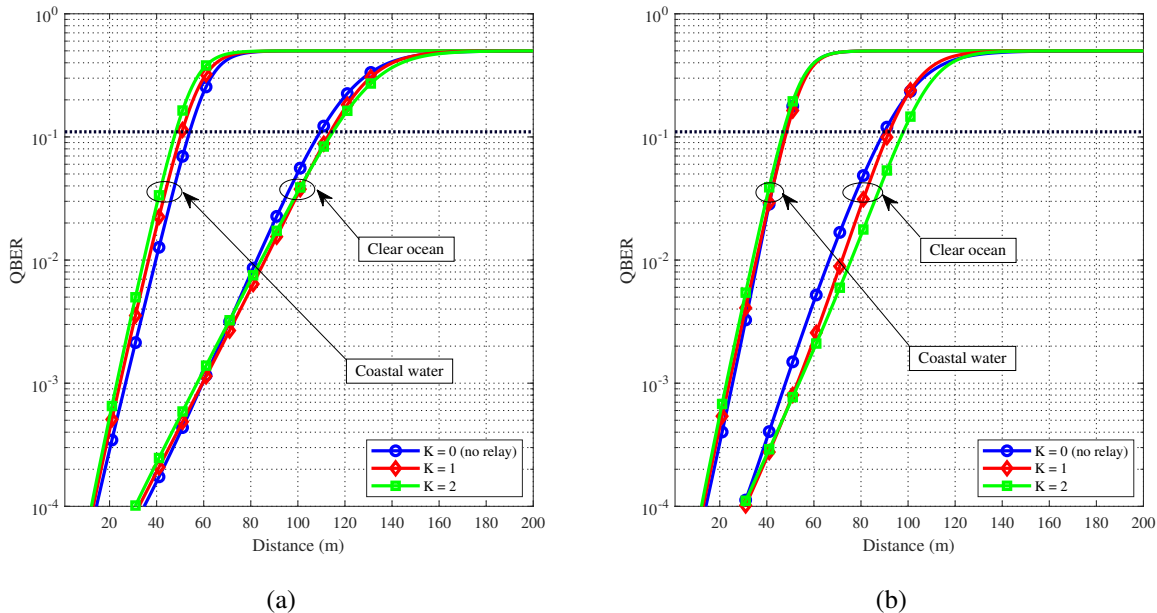 10^0
10^-1
10^-2
10^-3
10^-4
QBER
20 40 60 80 100 120 140 160 180 200
Distance (m)
Clear ocean
Coastal water
K = 0 (no relay)
K = 1
K = 2
(a)
10^0
10^-1
10^-2
10^-3
10^-4
QBER
20 40 60 80 100 120 140 160 180 200
Distance (m)
Clear ocean
Coastal water
K = 0 (no relay)
K = 1
K = 2
(b)